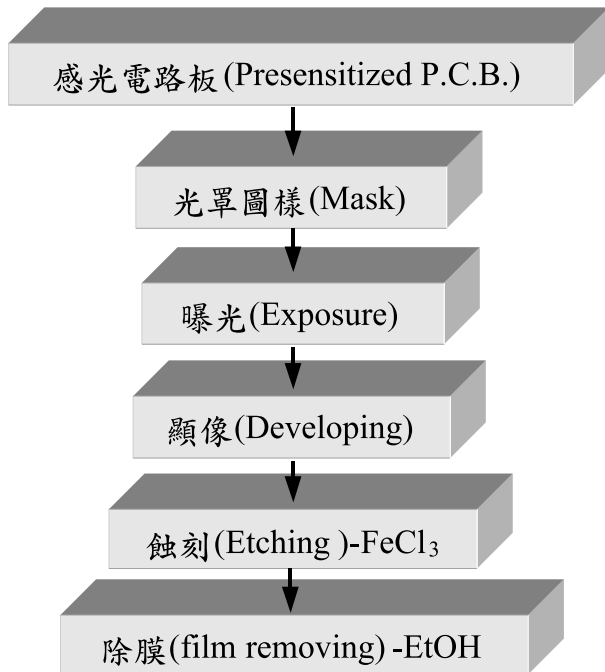 感光電路板(Presensitized P.C.B.)
光罩圖樣(Mask)
曝光(Exposure)
顯像(Developing)
蝕刻(Etching )-FeCl₃
除膜(film removing) -EtOH